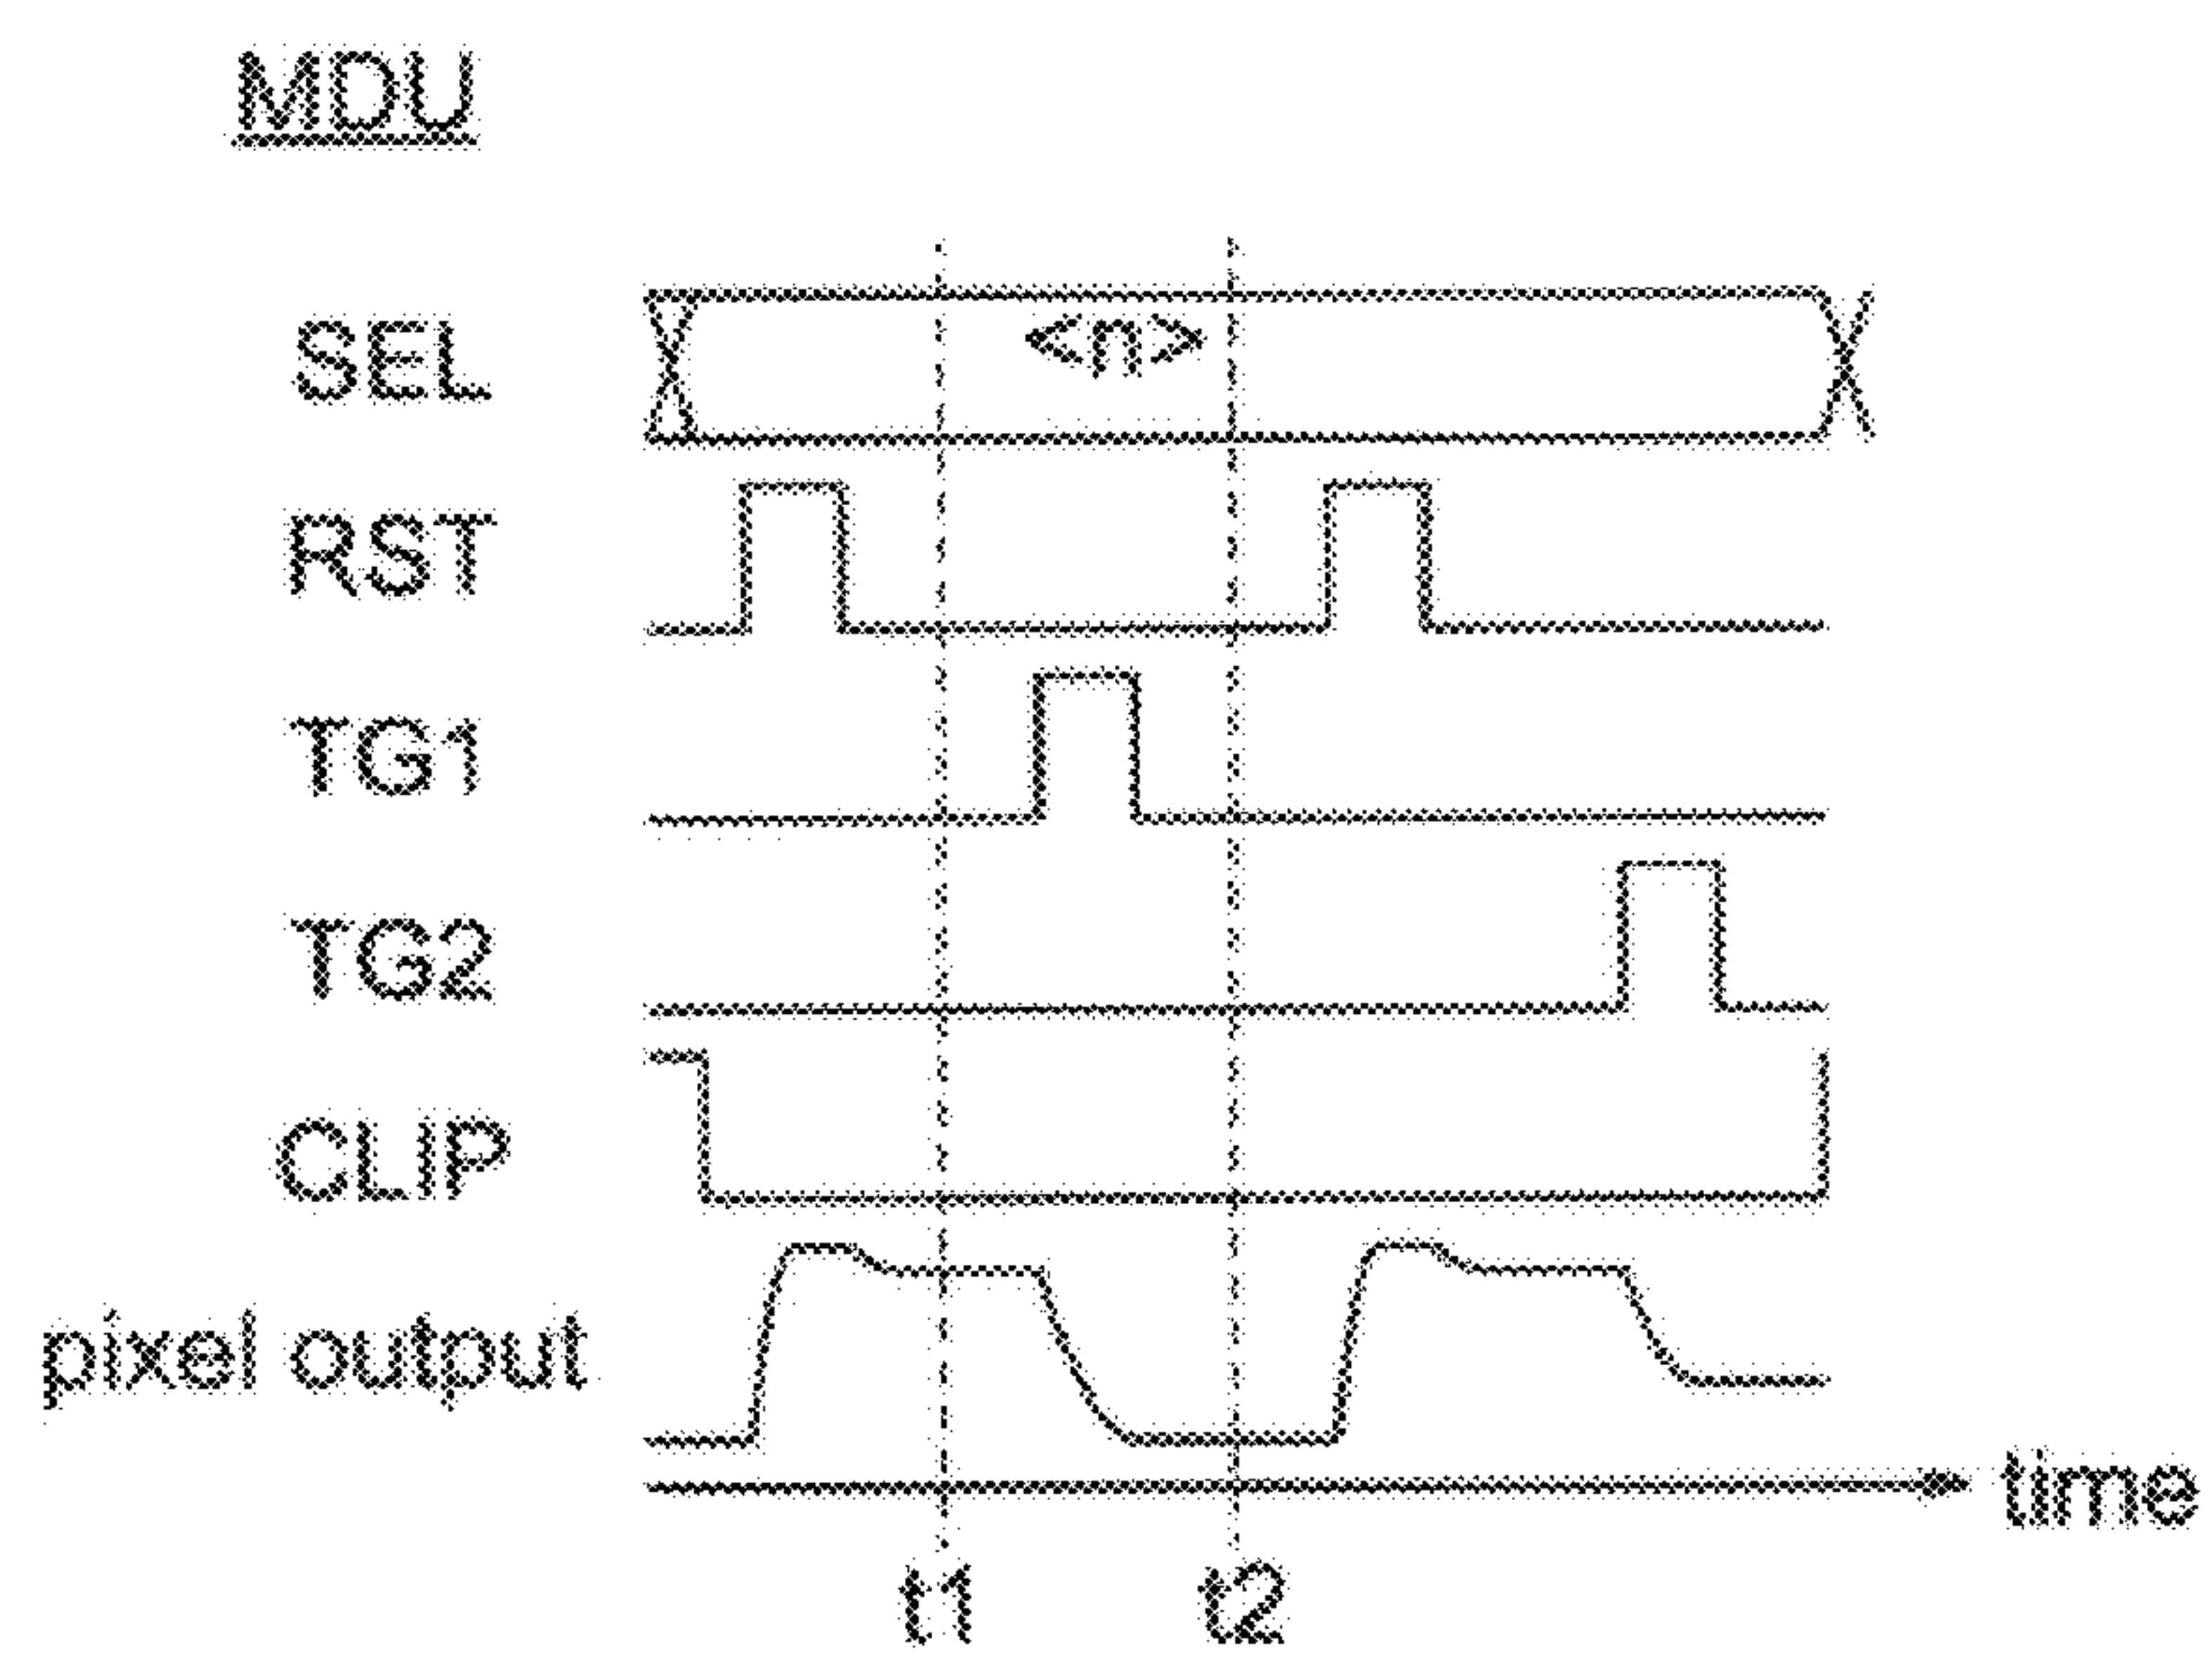 MDU
SEL
<n>
RST
TG1
TG2
CLIP
pixel output
time
t1
t2